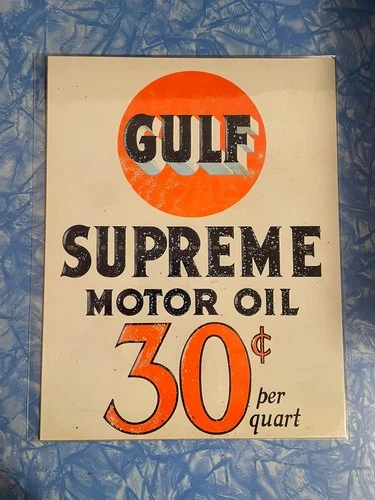 GULF
SUPREME
MOTOR OIL
30¢
per
quart